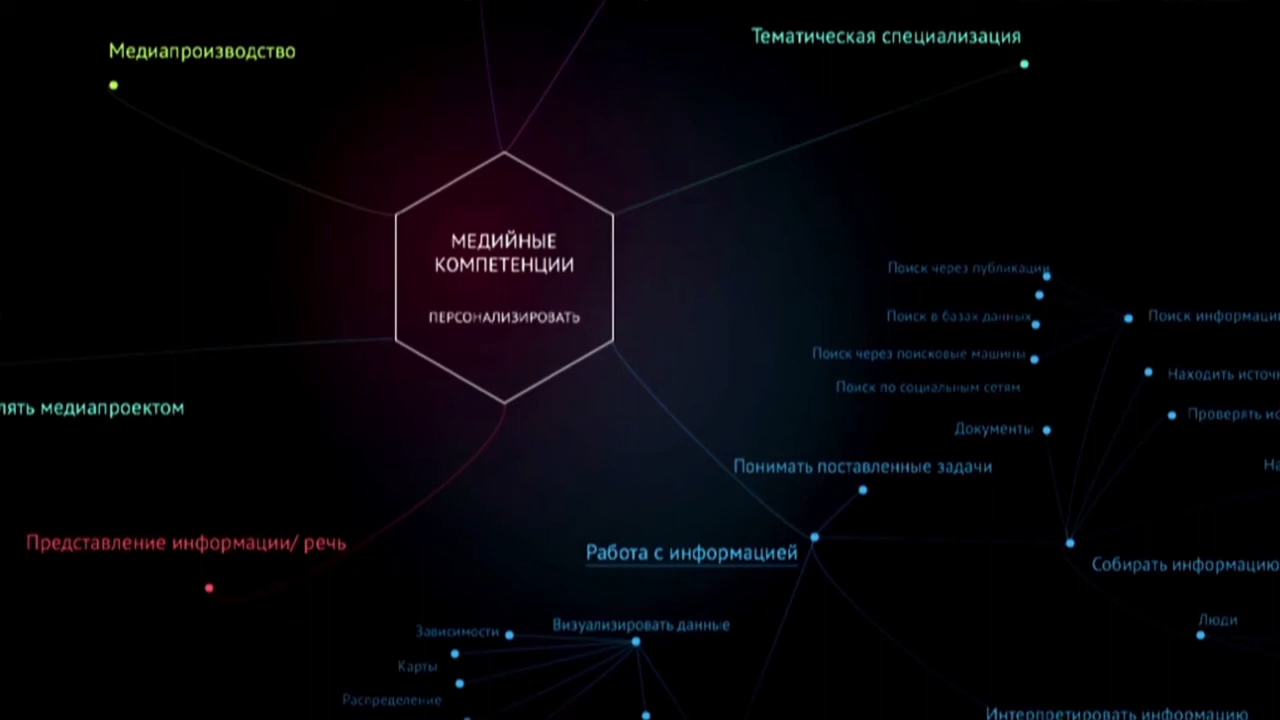 Медиапроизводство
Тематическая специализация
МЕДИЙНЫЕ
КОМПЕТЕНЦИИ
ПЕРСОНАЛИЗИРОВАТЬ
Поиск через публикации
Поиск в базах данных
Поиск информации
Поиск через поисковые машины
Находить
Поиск по социальным сетям
Проверять
медиапроектом
Документы
Понимать поставленные задачи
Представление информации/ речь
Работа с информацией
Собирать информацию
Люди
Зависимости
Визуализировать данные
Карты
Распределение
Интерпретировать информацию